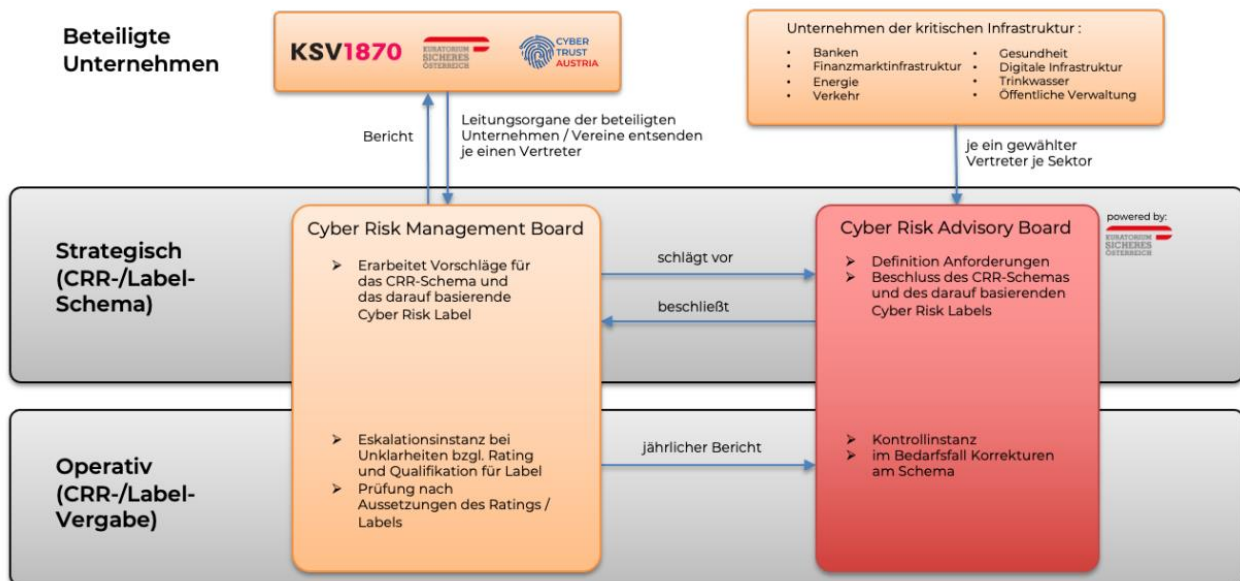 Beteiligte
Unternehmen
KSV1870
KURATORIUM
SICHERES
ÖSTERREICH
CYBER
TRUST
AUSTRIA
Unternehmen der kritischen Infrastruktur :
• Banken
• Finanzmarktinfrastruktur
• Energie
• Verkehr
• Gesundheit
• Digitale Infrastruktur
• Trinkwasser
• Öffentliche Verwaltung
Bericht
Leitungsorgane der beteiligten
Unternehmen / Vereine entsenden
je einen Vertreter
je ein gewählter
Vertreter je Sektor
Strategisch
(CRR-/Label-
Schema)
Cyber Risk Management Board
➢ Erarbeitet Vorschläge für
das CRR-Schema und
das darauf basierende
Cyber Risk Label
schlägt vor
beschließt
Cyber Risk Advisory Board
➢ Definition Anforderungen
➢ Beschluss des CRR-Schemas
und des darauf basierenden
Cyber Risk Labels
powered by:
KURATORIUM
SICHERES
ÖSTERREICH
Operativ
(CRR-/Label-
Vergabe)
➢ Eskalationsinstanz bei
Unklarheiten bzgl. Rating
und Qualifikation für Label
➢ Prüfung nach
Aussetzungen des Ratings /
Labels
jährlicher Bericht
➢ Kontrollinstanz
➢ im Bedarfsfall Korrekturen
am Schema